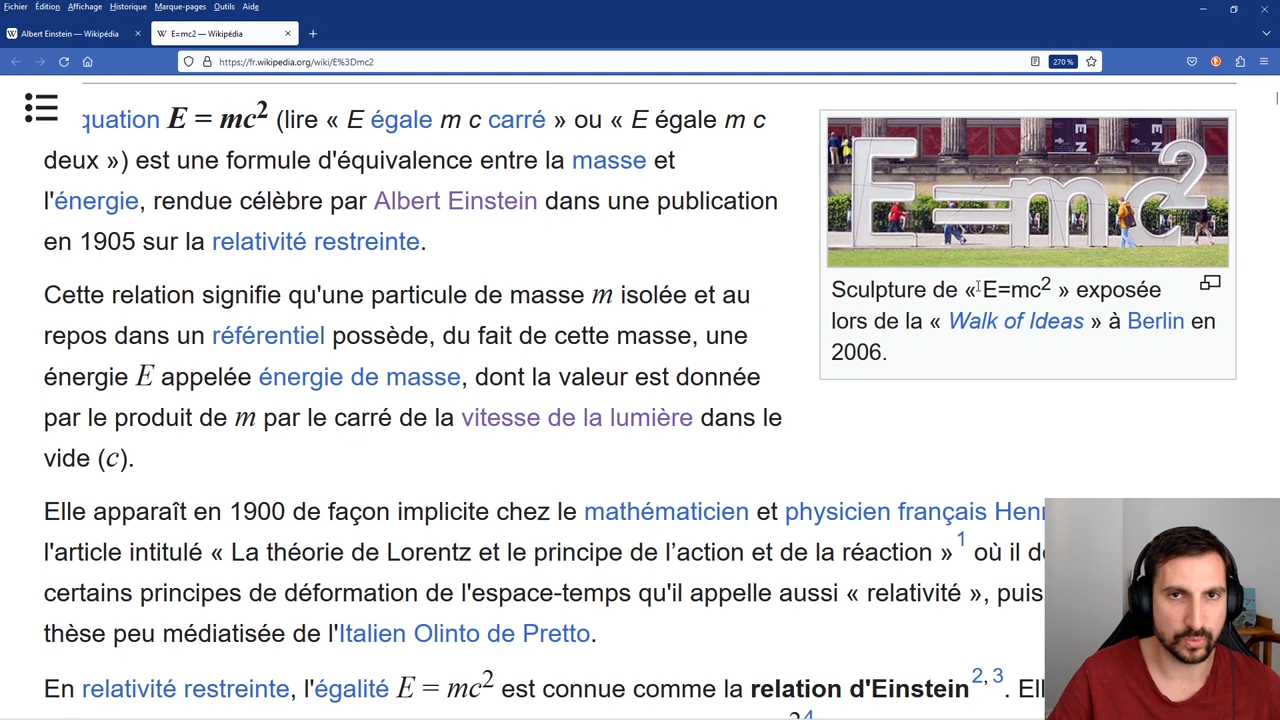 Fichier Édition Affichage Historique Marque-pages Outils Aide
W Albert Einstein — Wikipédia
W E=mc2 — Wikipédia
https://fr.wikipedia.org/wiki/E%3Dmc2
270 %
quation E = mc² (lire « E égale m c carré » ou « E égale m c
deux ») est une formule d'équivalence entre la masse et
l'énergie, rendue célèbre par Albert Einstein dans une publication
en 1905 sur la relativité restreinte.
E=mc²
Sculpture de « E=mc² » exposée
lors de la « Walk of Ideas » à Berlin en
2006.
Cette relation signifie qu'une particule de masse m isolée et au
repos dans un référentiel possède, du fait de cette masse, une
énergie E appelée énergie de masse, dont la valeur est donnée
par le produit de m par le carré de la vitesse de la lumière dans le
vide (c).
Elle apparaît en 1900 de façon implicite chez le mathématicien et physicien français Henr
l'article intitulé « La théorie de Lorentz et le principe de l’action et de la réaction »¹ où il d
certains principes de déformation de l'espace-temps qu'il appelle aussi « relativité », puis
thèse peu médiatisée de l'Italien Olinto de Pretto.
En relativité restreinte, l'égalité E = mc² est connue comme la relation d'Einstein²,³. Ell